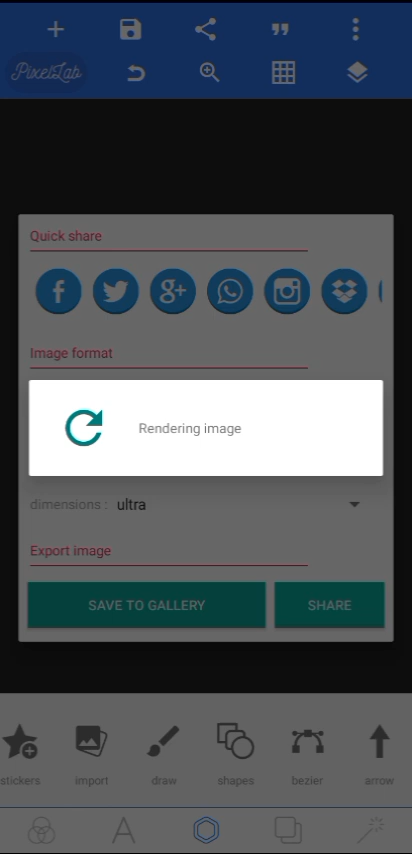 PixelLab
Quick share
Image format
Rendering image
dimensions : ultra
Export image
SAVE TO GALLERY SHARE
stickers import draw shapes bezier arrow